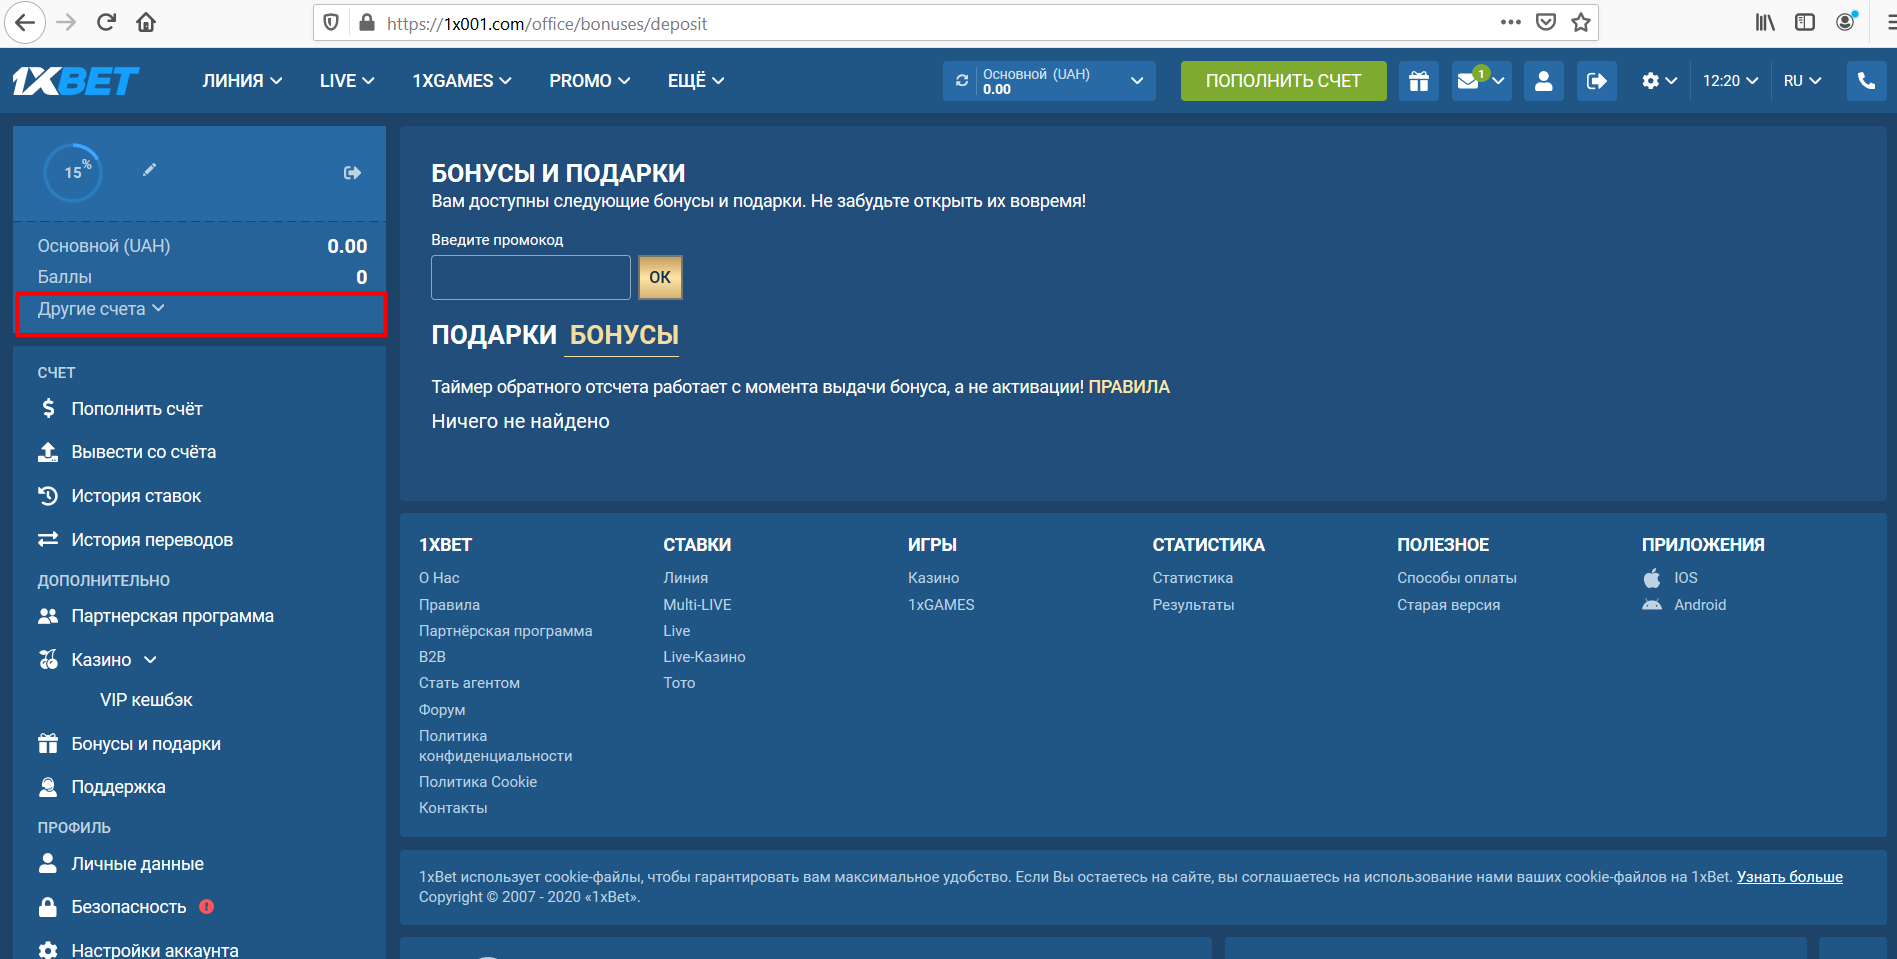 https://1x001.com/office/bonuses/deposit
1XBET
ЛИНИЯ
LIVE
1XGAMES
PROMO
ЕЩЁ
Основной (UAH)
0.00
ПОПОЛНИТЬ СЧЕТ
1
12:20
RU
15%
Основной (UAH) 0.00
Баллы 0
Другие счета
СЧЕТ
Пополнить счёт
Вывести со счёта
История ставок
История переводов
ДОПОЛНИТЕЛЬНО
Партнерская программа
Казино
VIP кешбэк
Бонусы и подарки
Поддержка
ПРОФИЛЬ
Личные данные
Безопасность !
Настройки аккаунта
БОНУСЫ И ПОДАРКИ
Вам доступны следующие бонусы и подарки. Не забудьте открыть их вовремя!
Введите промокод
ОК
ПОДАРКИ БОНУСЫ
Таймер обратного отсчета работает с момента выдачи бонуса, а не активации! ПРАВИЛА
Ничего не найдено
1XBET
О Нас
Правила
Партнёрская программа
B2B
Стать агентом
Форум
Политика
конфиденциальности
Политика Cookie
Контакты
СТАВКИ
Линия
Multi-LIVE
Live
Live-Казино
Тото
ИГРЫ
Казино
1xGAMES
СТАТИСТИКА
Статистика
Результаты
ПОЛЕЗНОЕ
Способы оплаты
Старая версия
ПРИЛОЖЕНИЯ
IOS
Android
1xBet использует cookie-файлы, чтобы гарантировать вам максимальное удобство. Если Вы остаетесь на сайте, вы соглашаетесь на использование нами ваших cookie-файлов на 1xBet. Узнать больше
Copyright © 2007 - 2020 «1xBet».